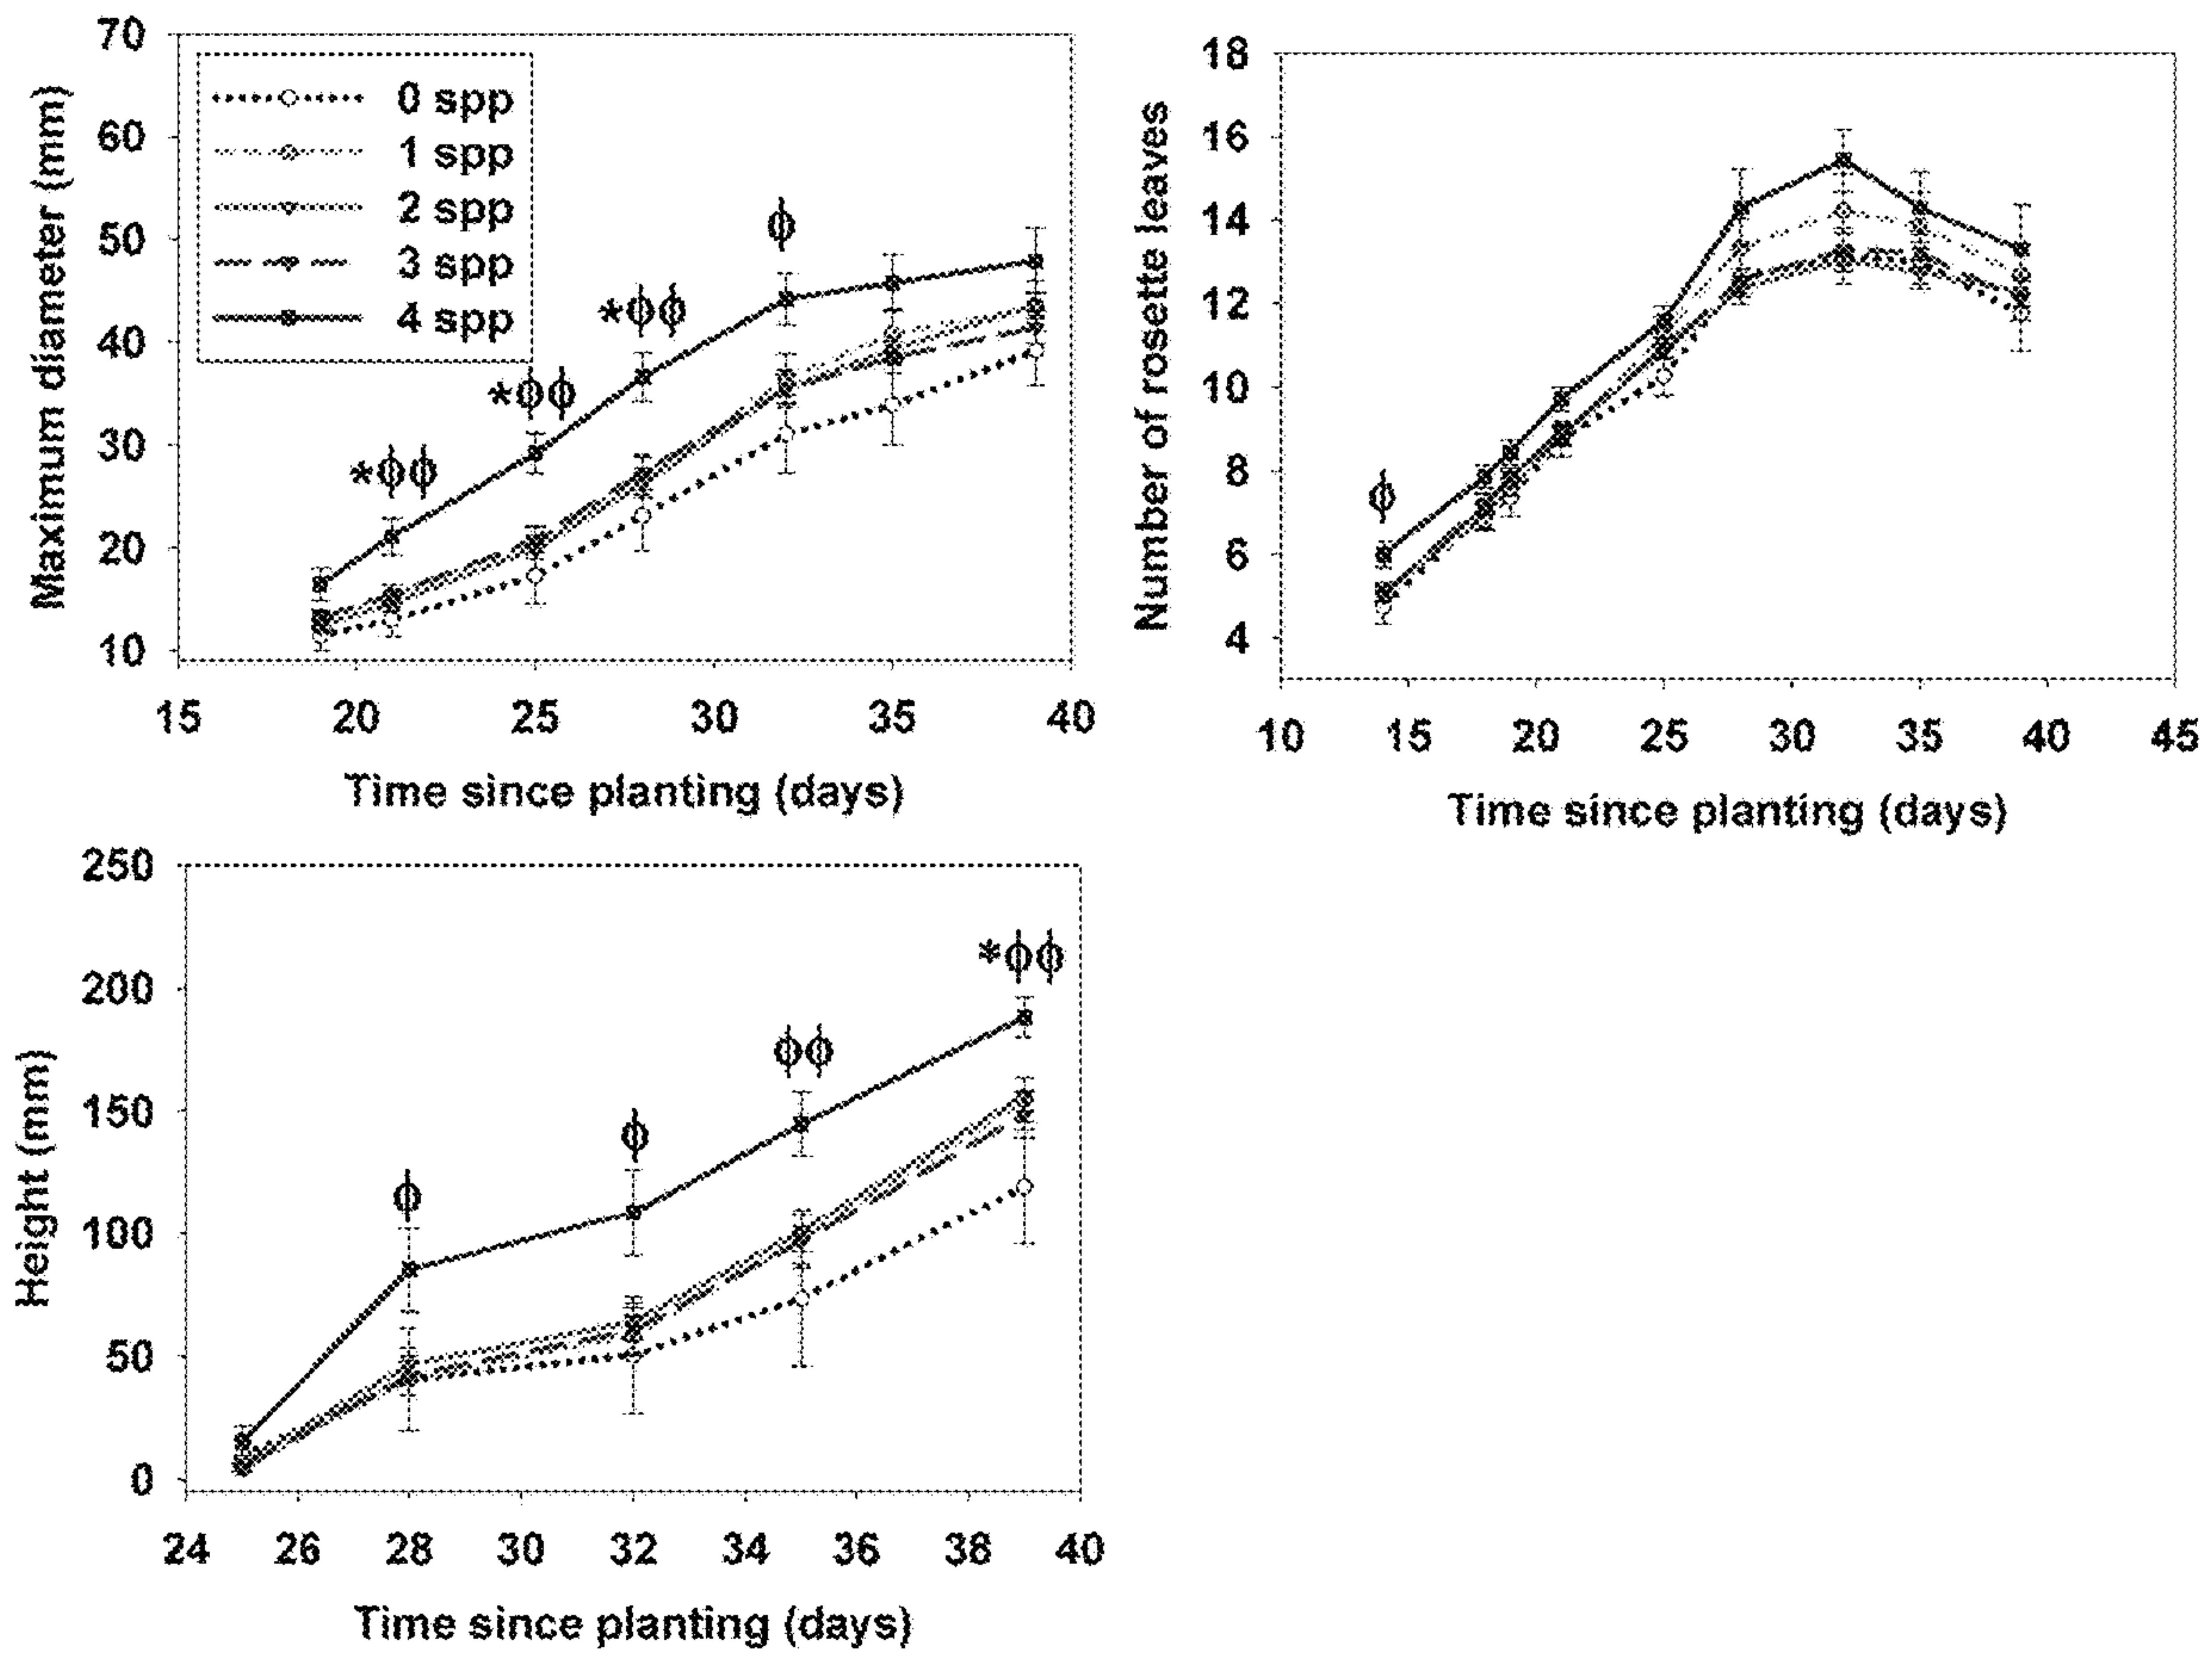 Maximum diameter (mm)
70
60
50
40
30
20
10
0 spp
1 spp
2 spp
3 spp
4 spp
*ϕϕ
*ϕϕ
*ϕϕ
ϕ
15 20 25 30 35 40
Time since planting (days)
Number of rosette leaves
18
16
14
12
10
8
6
4
ϕ
10 15 20 25 30 35 40 45
Time since planting (days)
Height (mm)
250
200
150
100
50
0
ϕ
ϕ
ϕϕ
*ϕϕ
24 26 28 30 32 34 36 38 40
Time since planting (days)